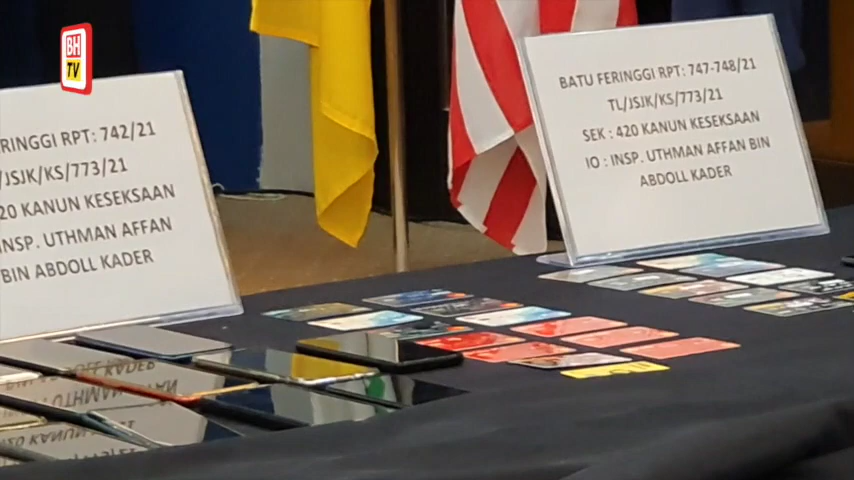 BH
TV
RINGGI RPT: 742/21
/JSJK/KS/773/21
20 KANUN KESEKSAAN
INSP. UTHMAN AFFAN
BIN ABDOLL KADER
BATU FERINGGI RPT: 747-748/21
TL/JSJK/KS/773/21
SEK : 420 KANUN KESEKSAAN
IO : INSP. UTHMAN AFFAN BIN
ABDOLL KADER